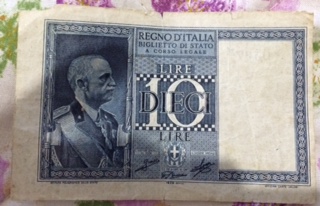 REGNO D'ITALIA
BIGLIETTO DI STATO
A CORSO LEGALE
LIRE
10
DIECI
LIRE